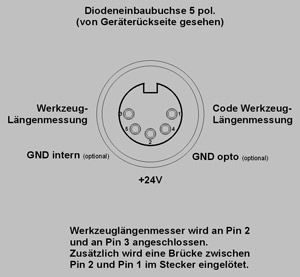 Diodeneinbaubuchse 5 pol.
(von Geräterückseite gesehen)
Werkzeug-
Längenmessung
Code Werkzeug-
Längenmessung
3
1
5
4
2
GND intern (optional)
GND opto (optional)
+24V
Werkzeuglängenmesser wird an Pin 2
und an Pin 3 angeschlossen.
Zusätzlich wird eine Brücke zwischen
Pin 2 und Pin 1 im Stecker eingelötet.